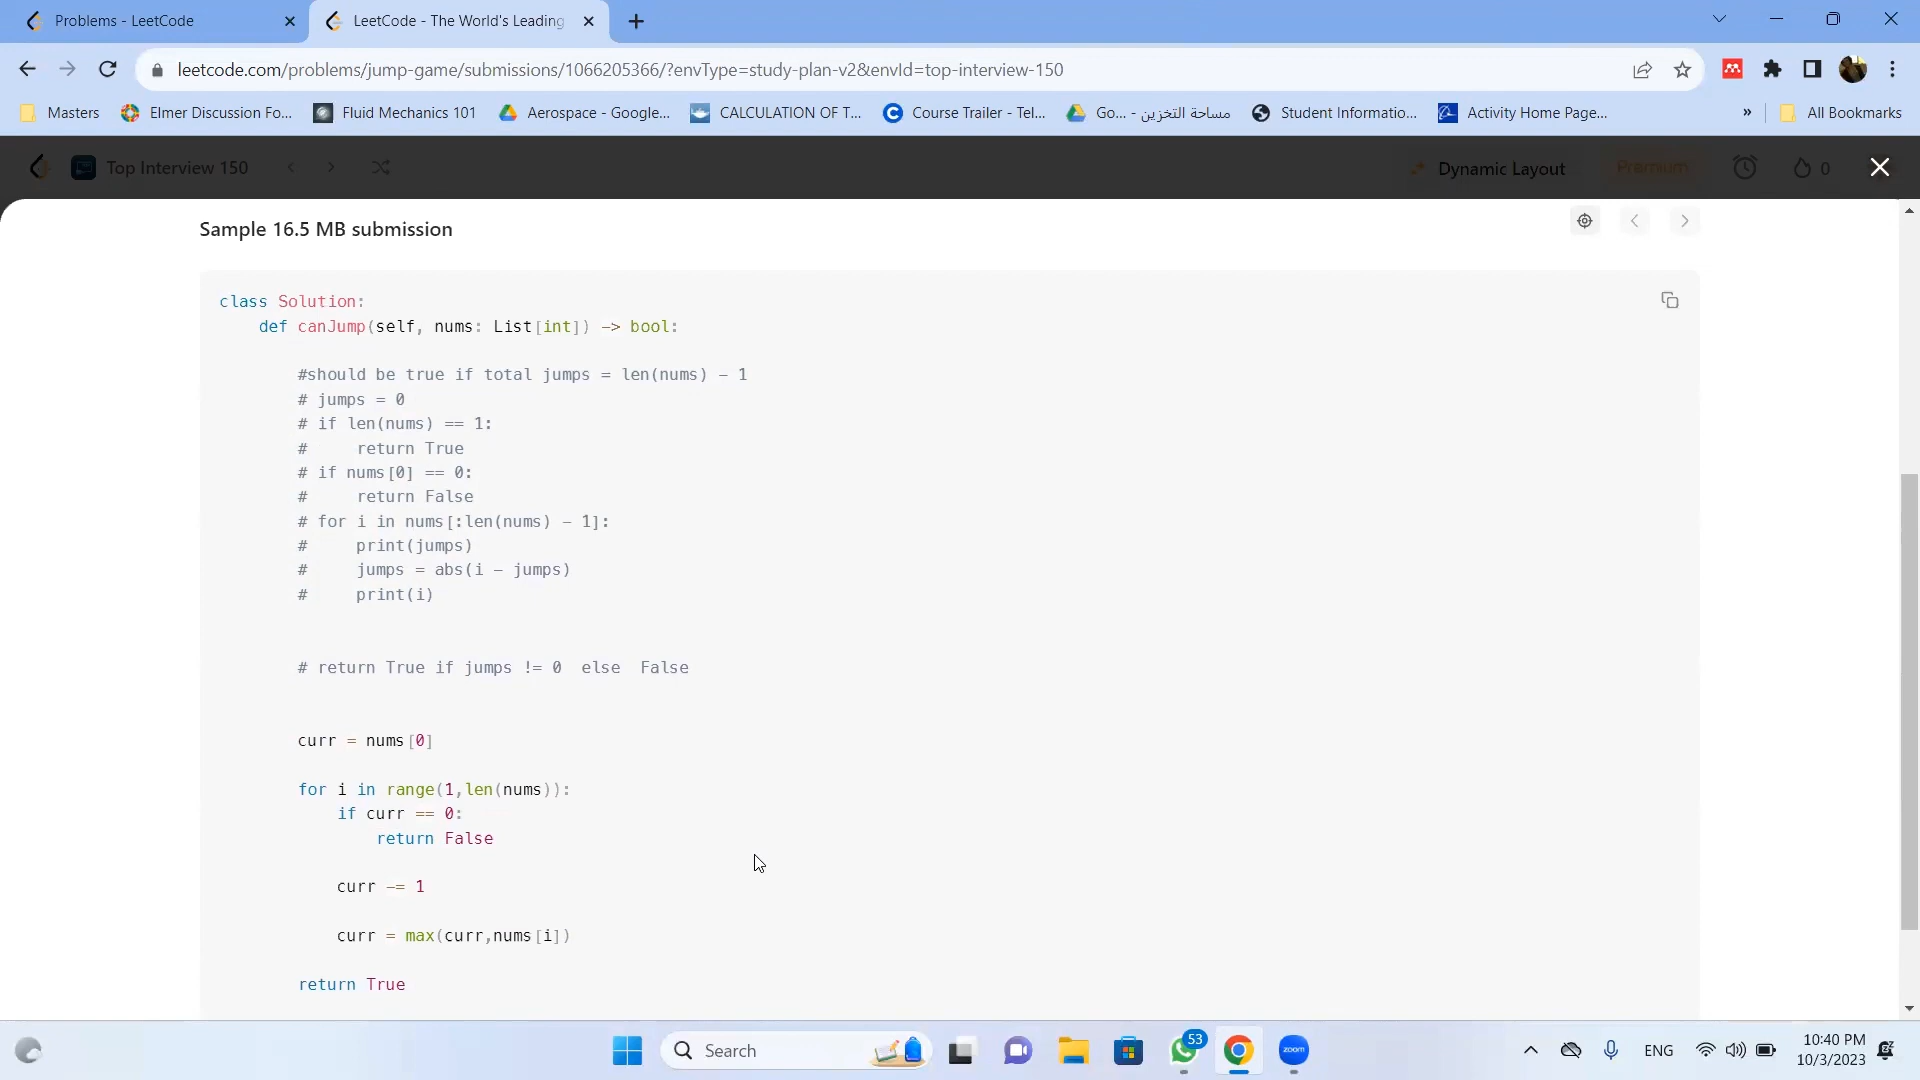 Problems - LeetCode
LeetCode - The World's Leading
leetcode.com/problems/jump-game/submissions/1066205366/?envType=study-plan-v2&envId=top-interview-150
Masters
Elmer Discussion Fo...
Fluid Mechanics 101
Aerospace - Google...
CALCULATION OF T...
Course Trailer - Tel...
Go... - مساحة التخزين
Student Informatio...
Activity Home Page...
»
All Bookmarks
Top Interview 150
Dynamic Layout
Premium
0
Sample 16.5 MB submission
class Solution:
def canJump(self, nums: List[int]) -> bool:
#should be true if total jumps = len(nums) - 1
# jumps = 0
# if len(nums) == 1:
#     return True
# if nums[0] == 0:
#     return False
# for i in nums[:len(nums) - 1]:
#     print(jumps)
#     jumps = abs(i - jumps)
#     print(i)
# return True if jumps != 0  else  False
curr = nums[0]
for i in range(1,len(nums)):
if curr == 0:
return False
curr -= 1
curr = max(curr,nums[i])
return True
Search
53
zoom
ENG
10:40 PM
10/3/2023